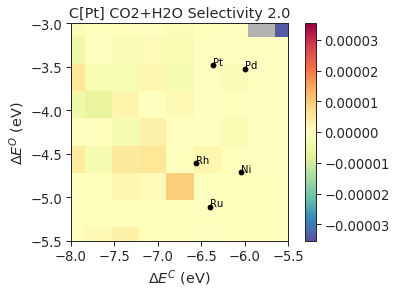 C[Pt] CO2+H2O Selectivity 2.0
−3.0
−3.5
−4.0
−4.5
−5.0
−5.5
ΔE^O (eV)
Pt
Pd
Rh
Ni
Ru
−8.0 −7.5 −7.0 −6.5 −6.0 −5.5
ΔE^C (eV)
0.00003
0.00002
0.00001
0.00000
−0.00001
−0.00002
−0.00003